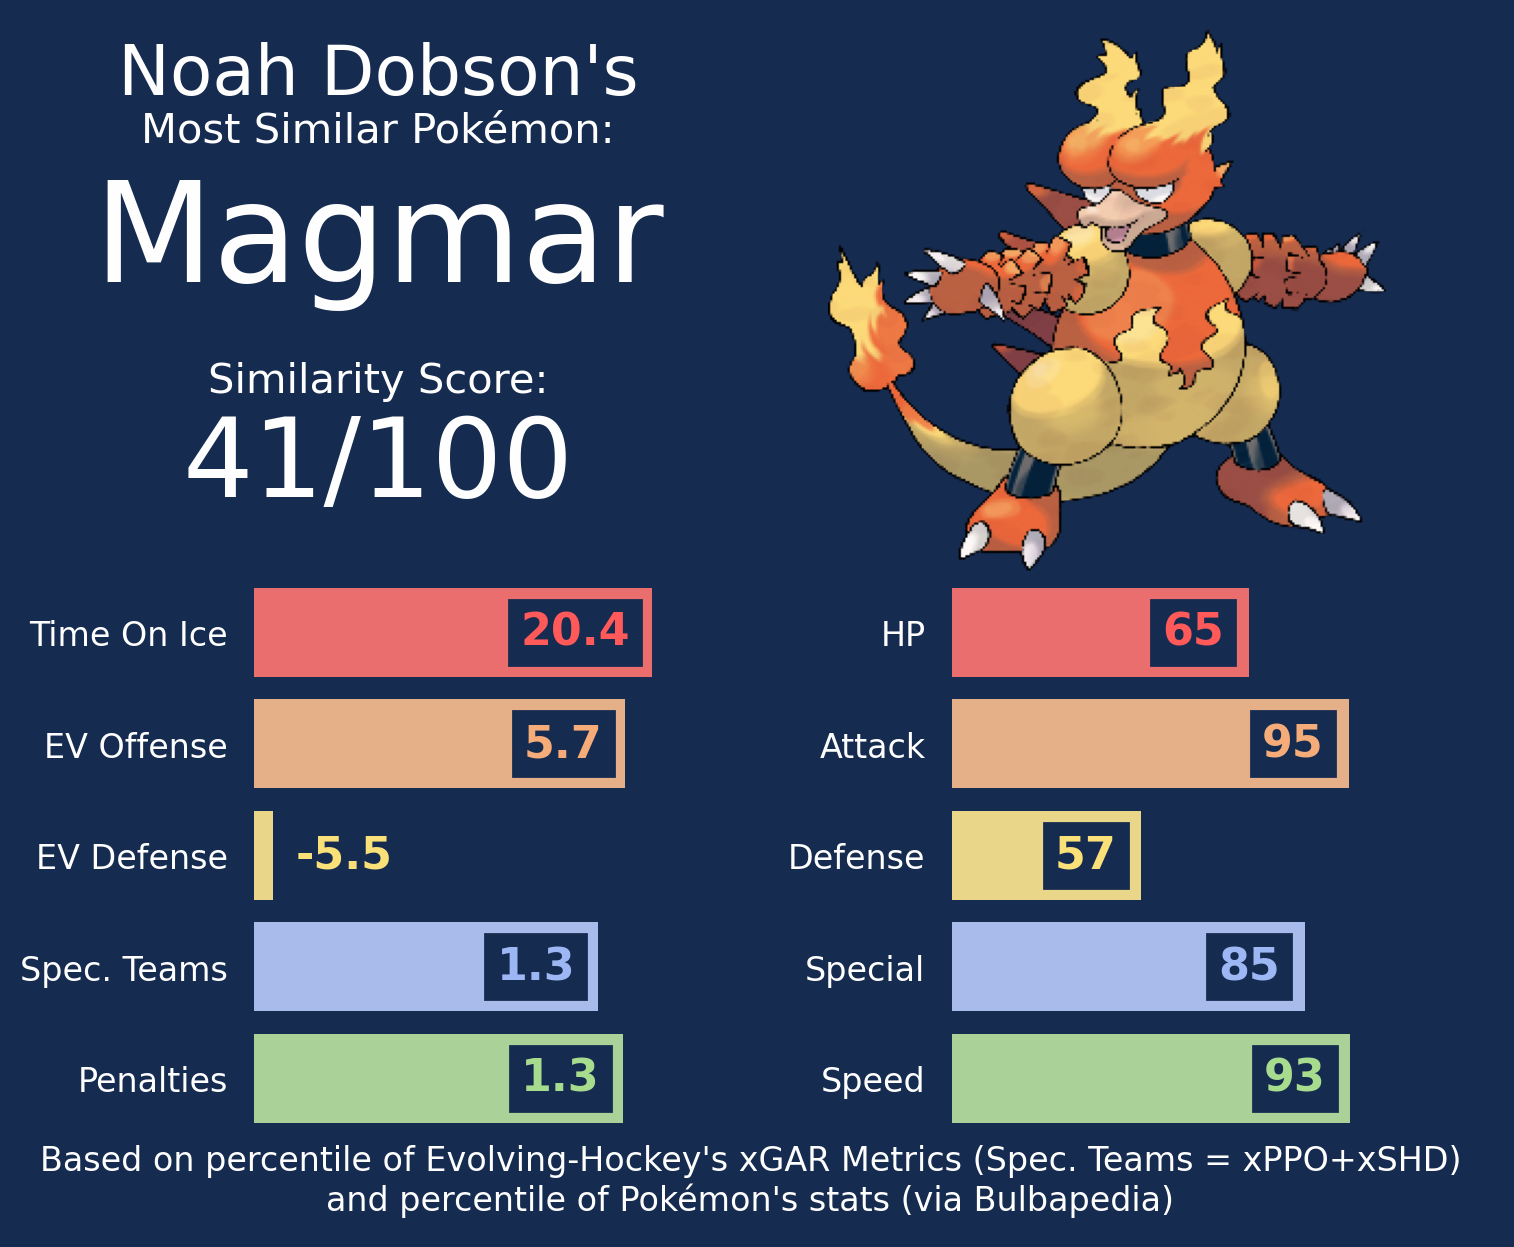 Noah Dobson's
Most Similar Pokémon:
Magmar
Similarity Score:
41/100
Time On Ice 20.4
EV Offense 5.7
EV Defense -5.5
Spec. Teams 1.3
Penalties 1.3
HP 65
Attack 95
Defense 57
Special 85
Speed 93
Based on percentile of Evolving-Hockey's xGAR Metrics (Spec. Teams = xPPO+xSHD)
and percentile of Pokémon's stats (via Bulbapedia)